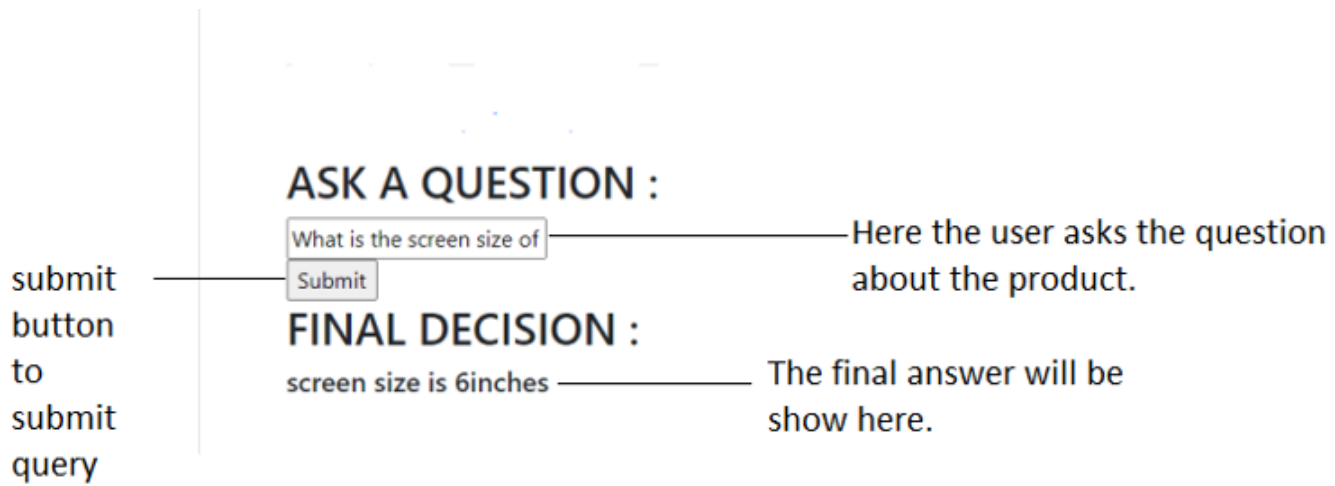 ASK A QUESTION :
What is the screen size of
Here the user asks the question
about the product.
Submit
submit
button
to
submit
query
FINAL DECISION :
screen size is 6inches
The final answer will be
show here.